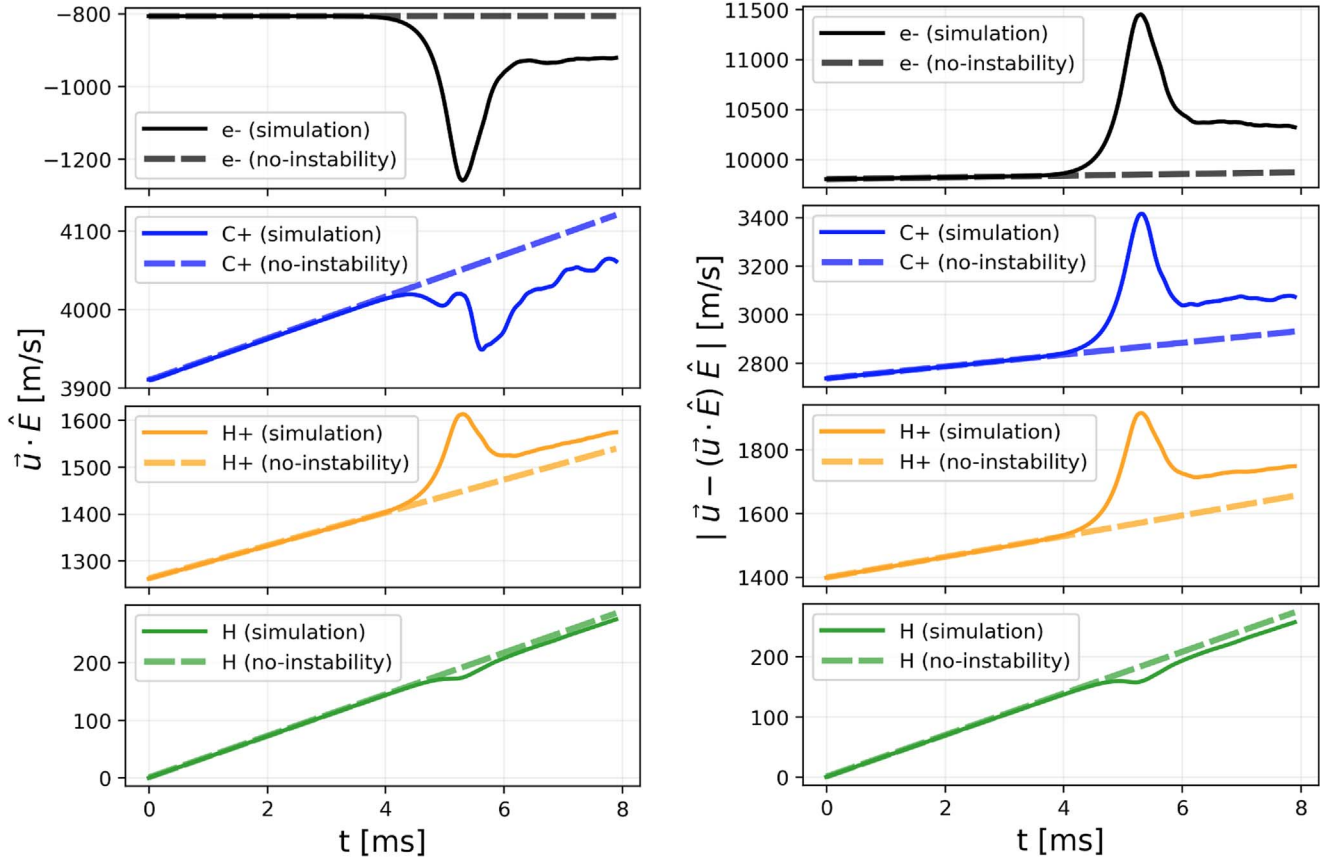 −800
−1000
−1200
e- (simulation)
e- (no-instability)
4100
4000
3900
C+ (simulation)
C+ (no-instability)
1600
1500
1400
1300
H+ (simulation)
H+ (no-instability)
200
100
0
H (simulation)
H (no-instability)
0 2 4 6 8
t [ms]
u⃗ · Ê [m/s]
11500
11000
10500
10000
e- (simulation)
e- (no-instability)
3400
3200
3000
2800
C+ (simulation)
C+ (no-instability)
1800
1600
1400
H+ (simulation)
H+ (no-instability)
200
100
0
H (simulation)
H (no-instability)
0 2 4 6 8
t [ms]
| u⃗ − (u⃗ · Ê) Ê | [m/s]